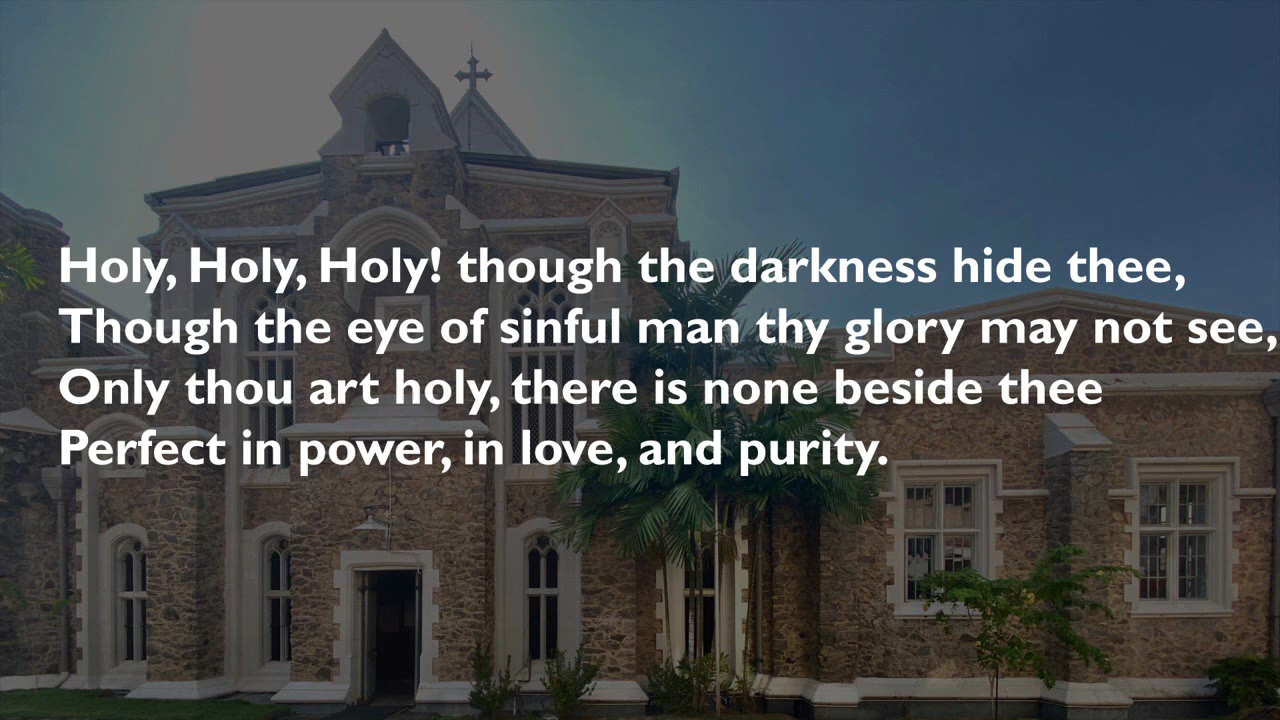 Holy, Holy, Holy! though the darkness hide thee,
Though the eye of sinful man thy glory may not see,
Only thou art holy, there is none beside thee
Perfect in power, in love, and purity.